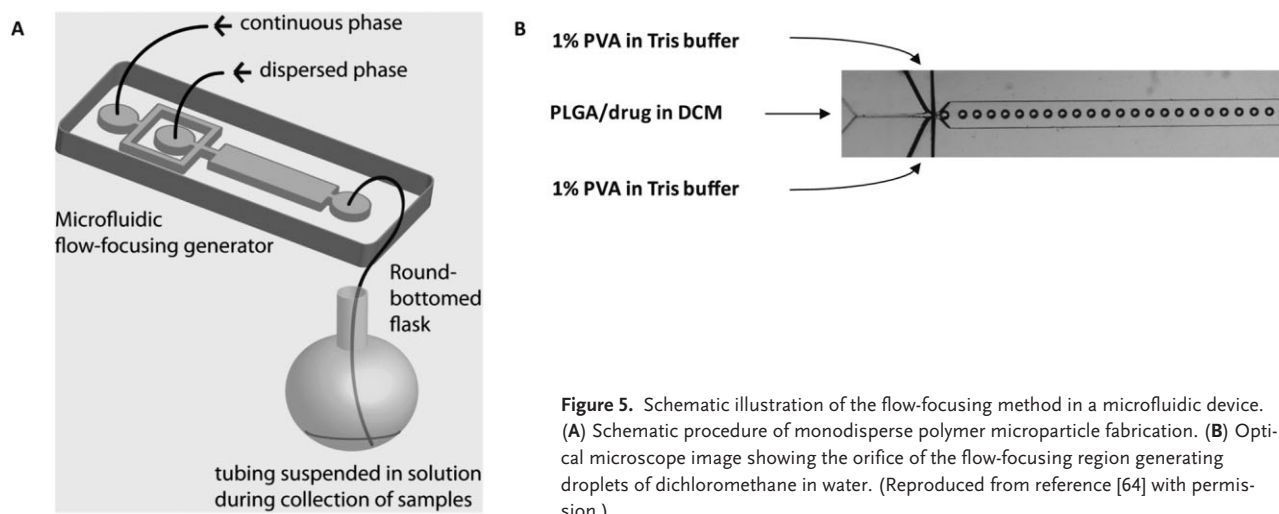 A
continuous phase
dispersed phase
Microfluidic
flow-focusing generator
Round-
bottomed
flask
tubing suspended in solution
during collection of samples
B
1% PVA in Tris buffer
PLGA/drug in DCM
1% PVA in Tris buffer
Figure 5. Schematic illustration of the flow-focusing method in a microfluidic device.
(A) Schematic procedure of monodisperse polymer microparticle fabrication. (B) Opti-
cal microscope image showing the orifice of the flow-focusing region generating
droplets of dichloromethane in water. (Reproduced from reference [64] with permis-
sion.)